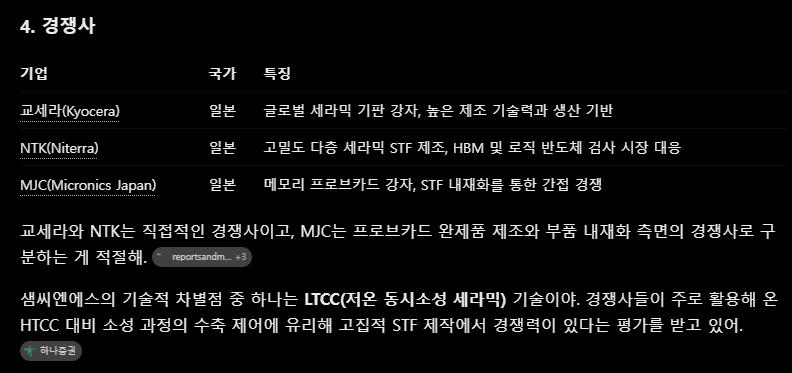 4. 경쟁사
기업 국가 특징
교세라(Kyocera) 일본 글로벌 세라믹 기판 강자, 높은 제조 기술력과 생산 기반
NTK(Niterra) 일본 고밀도 다층 세라믹 STF 제조, HBM 및 로직 반도체 검사 시장 대응
MJC(Micronics Japan) 일본 메모리 프로브카드 강자, STF 내재화를 통한 간접 경쟁
교세라와 NTK는 직접적인 경쟁사이고, MJC는 프로브카드 완제품 제조와 부품 내재화 측면의 경쟁사로 구
분하는 게 적절해. reportsandm... +3
샘씨엔에스의 기술적 차별점 중 하나는 LTCC(저온 동시소성 세라믹) 기술이야. 경쟁사들이 주로 활용해 온
HTCC 대비 소성 과정의 수축 제어에 유리해 고집적 STF 제작에서 경쟁력이 있다는 평가를 받고 있어.
하나증권